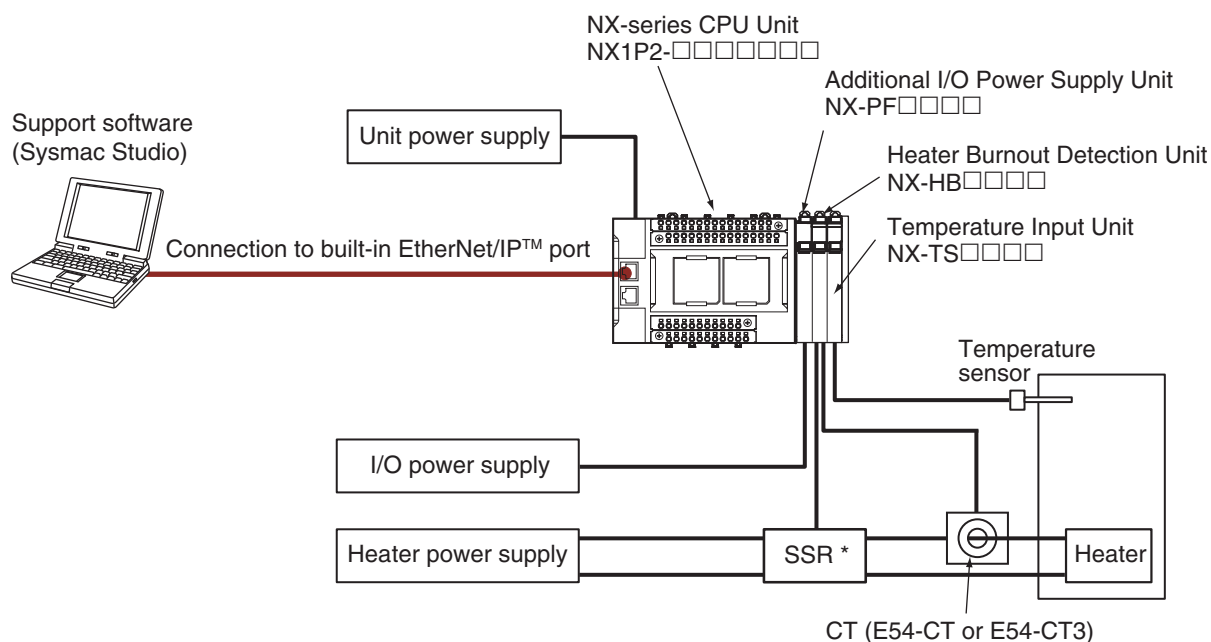 NX-series CPU Unit
NX1P2-□□□□□□□
Additional I/O Power Supply Unit
NX-PF□□□□
Support software
(Sysmac Studio)
Unit power supply
Heater Burnout Detection Unit
NX-HB□□□□
Temperature Input Unit
NX-TS□□□□
Connection to built-in EtherNet/IP™ port
Temperature
sensor
I/O power supply
Heater power supply
SSR *
Heater
CT (E54-CT or E54-CT3)